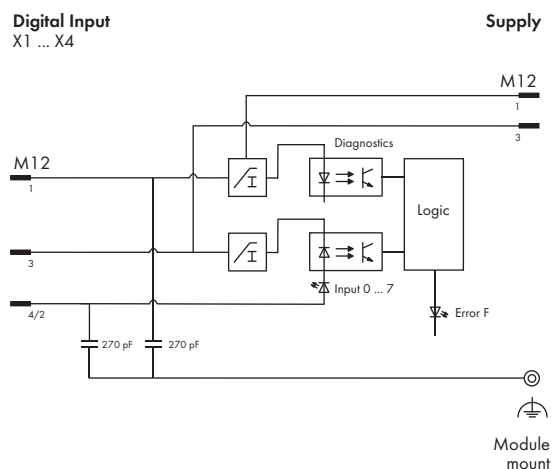 Digital Input
X1 ... X4
Supply
M12
1
3
Diagnostics
M12
1
I
Logic
3
I
4/2
Input 0 ... 7
Error F
270 pF
270 pF
Module
mount